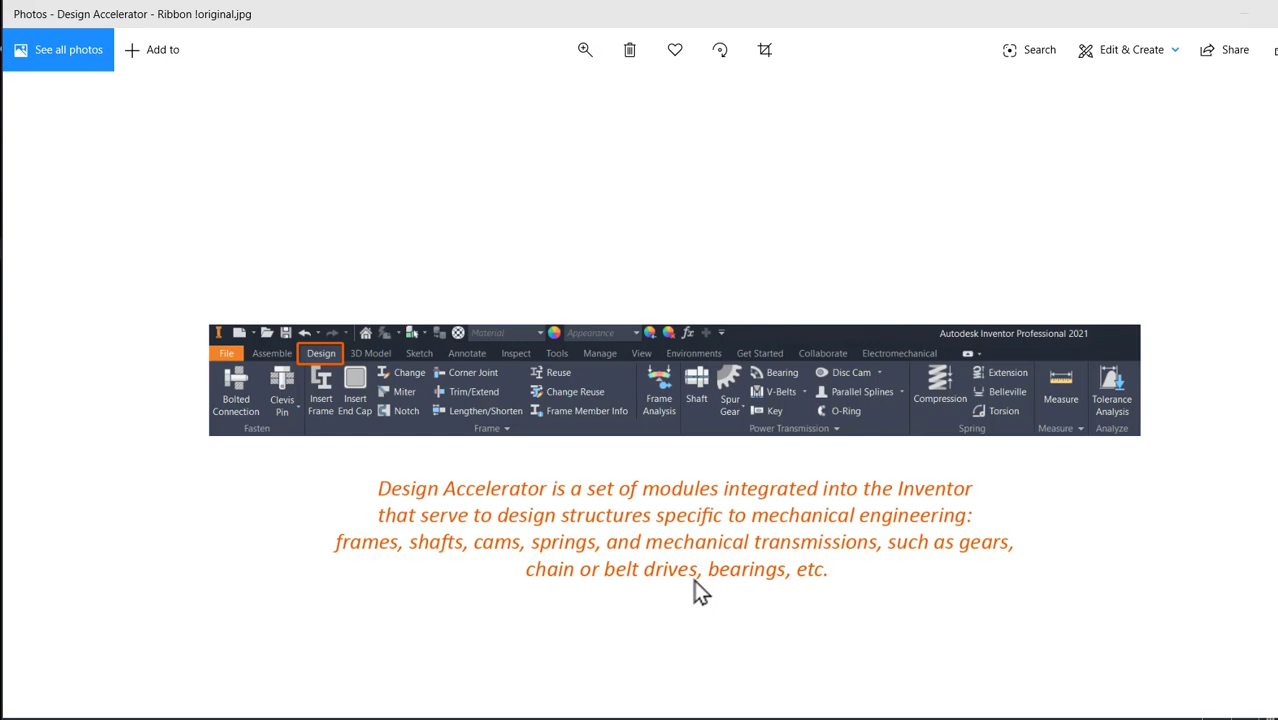 Photos - Design Accelerator - Ribbon !original.jpg
See all photos
Add to
Search
Edit & Create
Share
Material
Appearance
fx
Autodesk Inventor Professional 2021
File Assemble Design 3D Model Sketch Annotate Inspect Tools Manage View Environments Get Started Collaborate Electromechanical
Bolted
Connection
Clevis
Pin
Fasten
Insert
Frame
Insert
End Cap
Change
Miter
Notch
Corner Joint
Trim/Extend
Lengthen/Shorten
Reuse
Change Reuse
Frame Member Info
Frame
Frame
Analysis
Shaft
Spur
Gear
Bearing
V-Belts
Key
Disc Cam
Parallel Splines
O-Ring
Power Transmission
Compression
Extension
Belleville
Torsion
Spring
Measure
Measure
Tolerance
Analysis
Analyze
Design Accelerator is a set of modules integrated into the Inventor
that serve to design structures specific to mechanical engineering:
frames, shafts, cams, springs, and mechanical transmissions, such as gears,
chain or belt drives, bearings, etc.